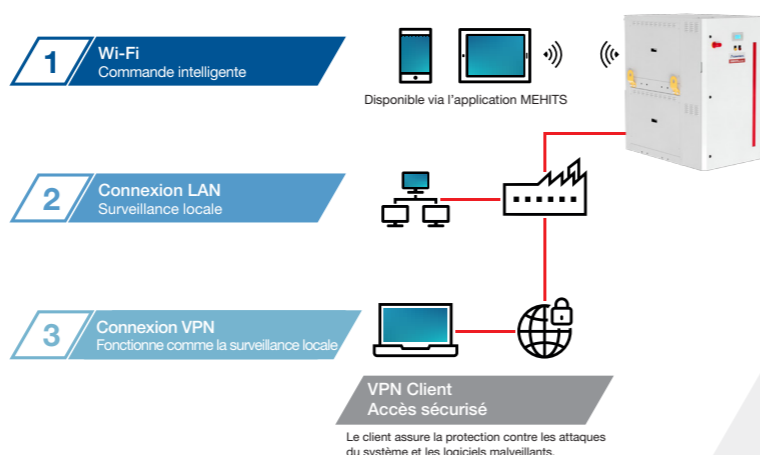 1
Wi-Fi
Commande intelligente
Disponible via l'application MEHITS
2
Connexion LAN
Surveillance locale
3
Connexion VPN
Fonctionne comme la surveillance locale
VPN Client
Accès sécurisé
Le client assure la protection contre les attaques
du système et les logiciels malveillants.